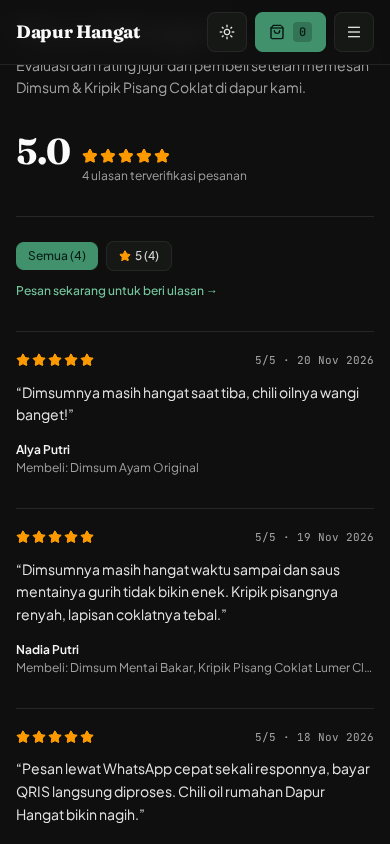 Dapur Hangat
0
Evaluasi dan rating jujur dari pembeli setelah memesan
Dimsum & Kripik Pisang Coklat di dapur kami.
5.0
4 ulasan terverifikasi pesanan
Semua (4)
5 (4)
Pesan sekarang untuk beri ulasan →
5/5 · 20 Nov 2026
“Dimsumnya masih hangat saat tiba, chili oilnya wangi
banget!”
Alya Putri
Membeli: Dimsum Ayam Original
5/5 · 19 Nov 2026
“Dimsumnya masih hangat waktu sampai dan saus
mentainya gurih tidak bikin enek. Kripik pisangnya
renyah, lapisan coklatnya tebal.”
Nadia Putri
Membeli: Dimsum Mentai Bakar, Kripik Pisang Coklat Lumer Cl...
5/5 · 18 Nov 2026
“Pesan lewat WhatsApp cepat sekali responnya, bayar
QRIS langsung diproses. Chili oil rumahan Dapur
Hangat bikin nagih.”